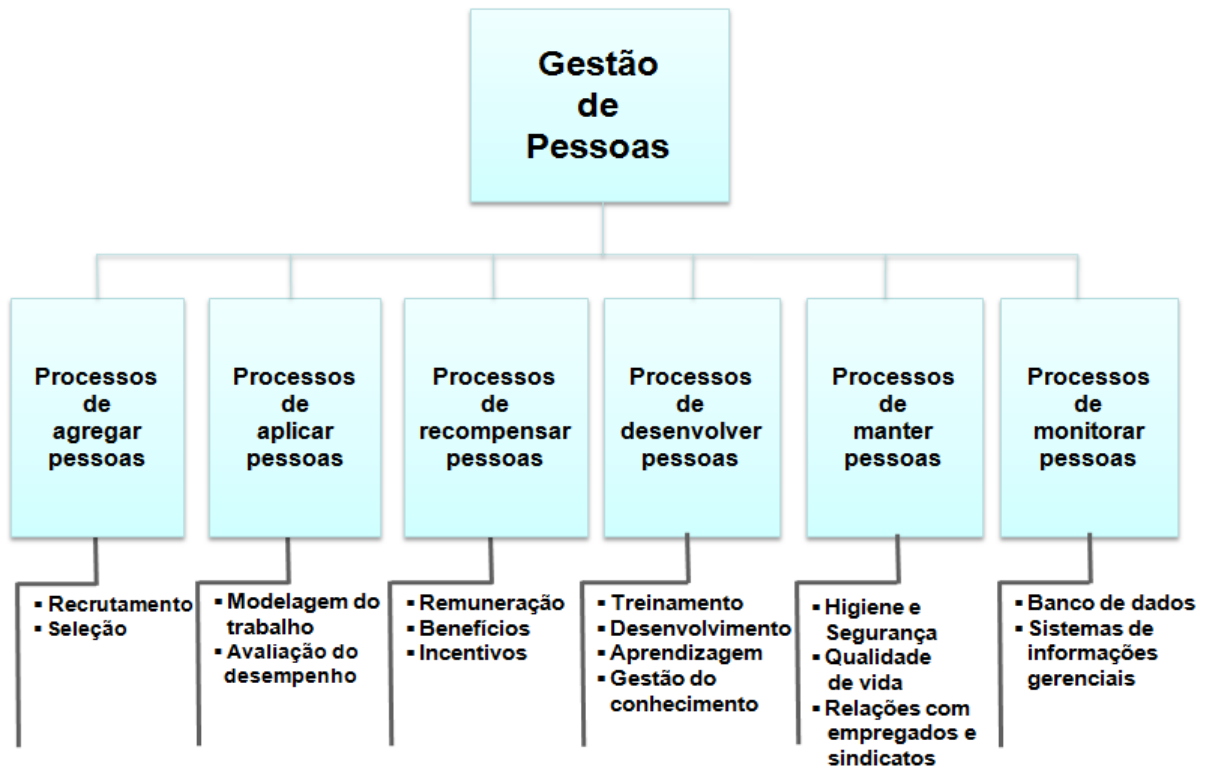 Gestão
de
Pessoas
Processos
de
agregar
pessoas
Processos
de
aplicar
pessoas
Processos
de
recompensar
pessoas
Processos
de
desenvolver
pessoas
Processos
de
manter
pessoas
Processos
de
monitorar
pessoas
▪ Recrutamento
▪ Seleção
▪ Modelagem do
trabalho
▪ Avaliação do
desempenho
▪ Remuneração
▪ Benefícios
▪ Incentivos
▪ Treinamento
▪ Desenvolvimento
▪ Aprendizagem
▪ Gestão do
conhecimento
▪ Higiene e
Segurança
▪ Qualidade
de vida
▪ Relações com
empregados e
sindicatos
▪ Banco de dados
▪ Sistemas de
informações
gerenciais